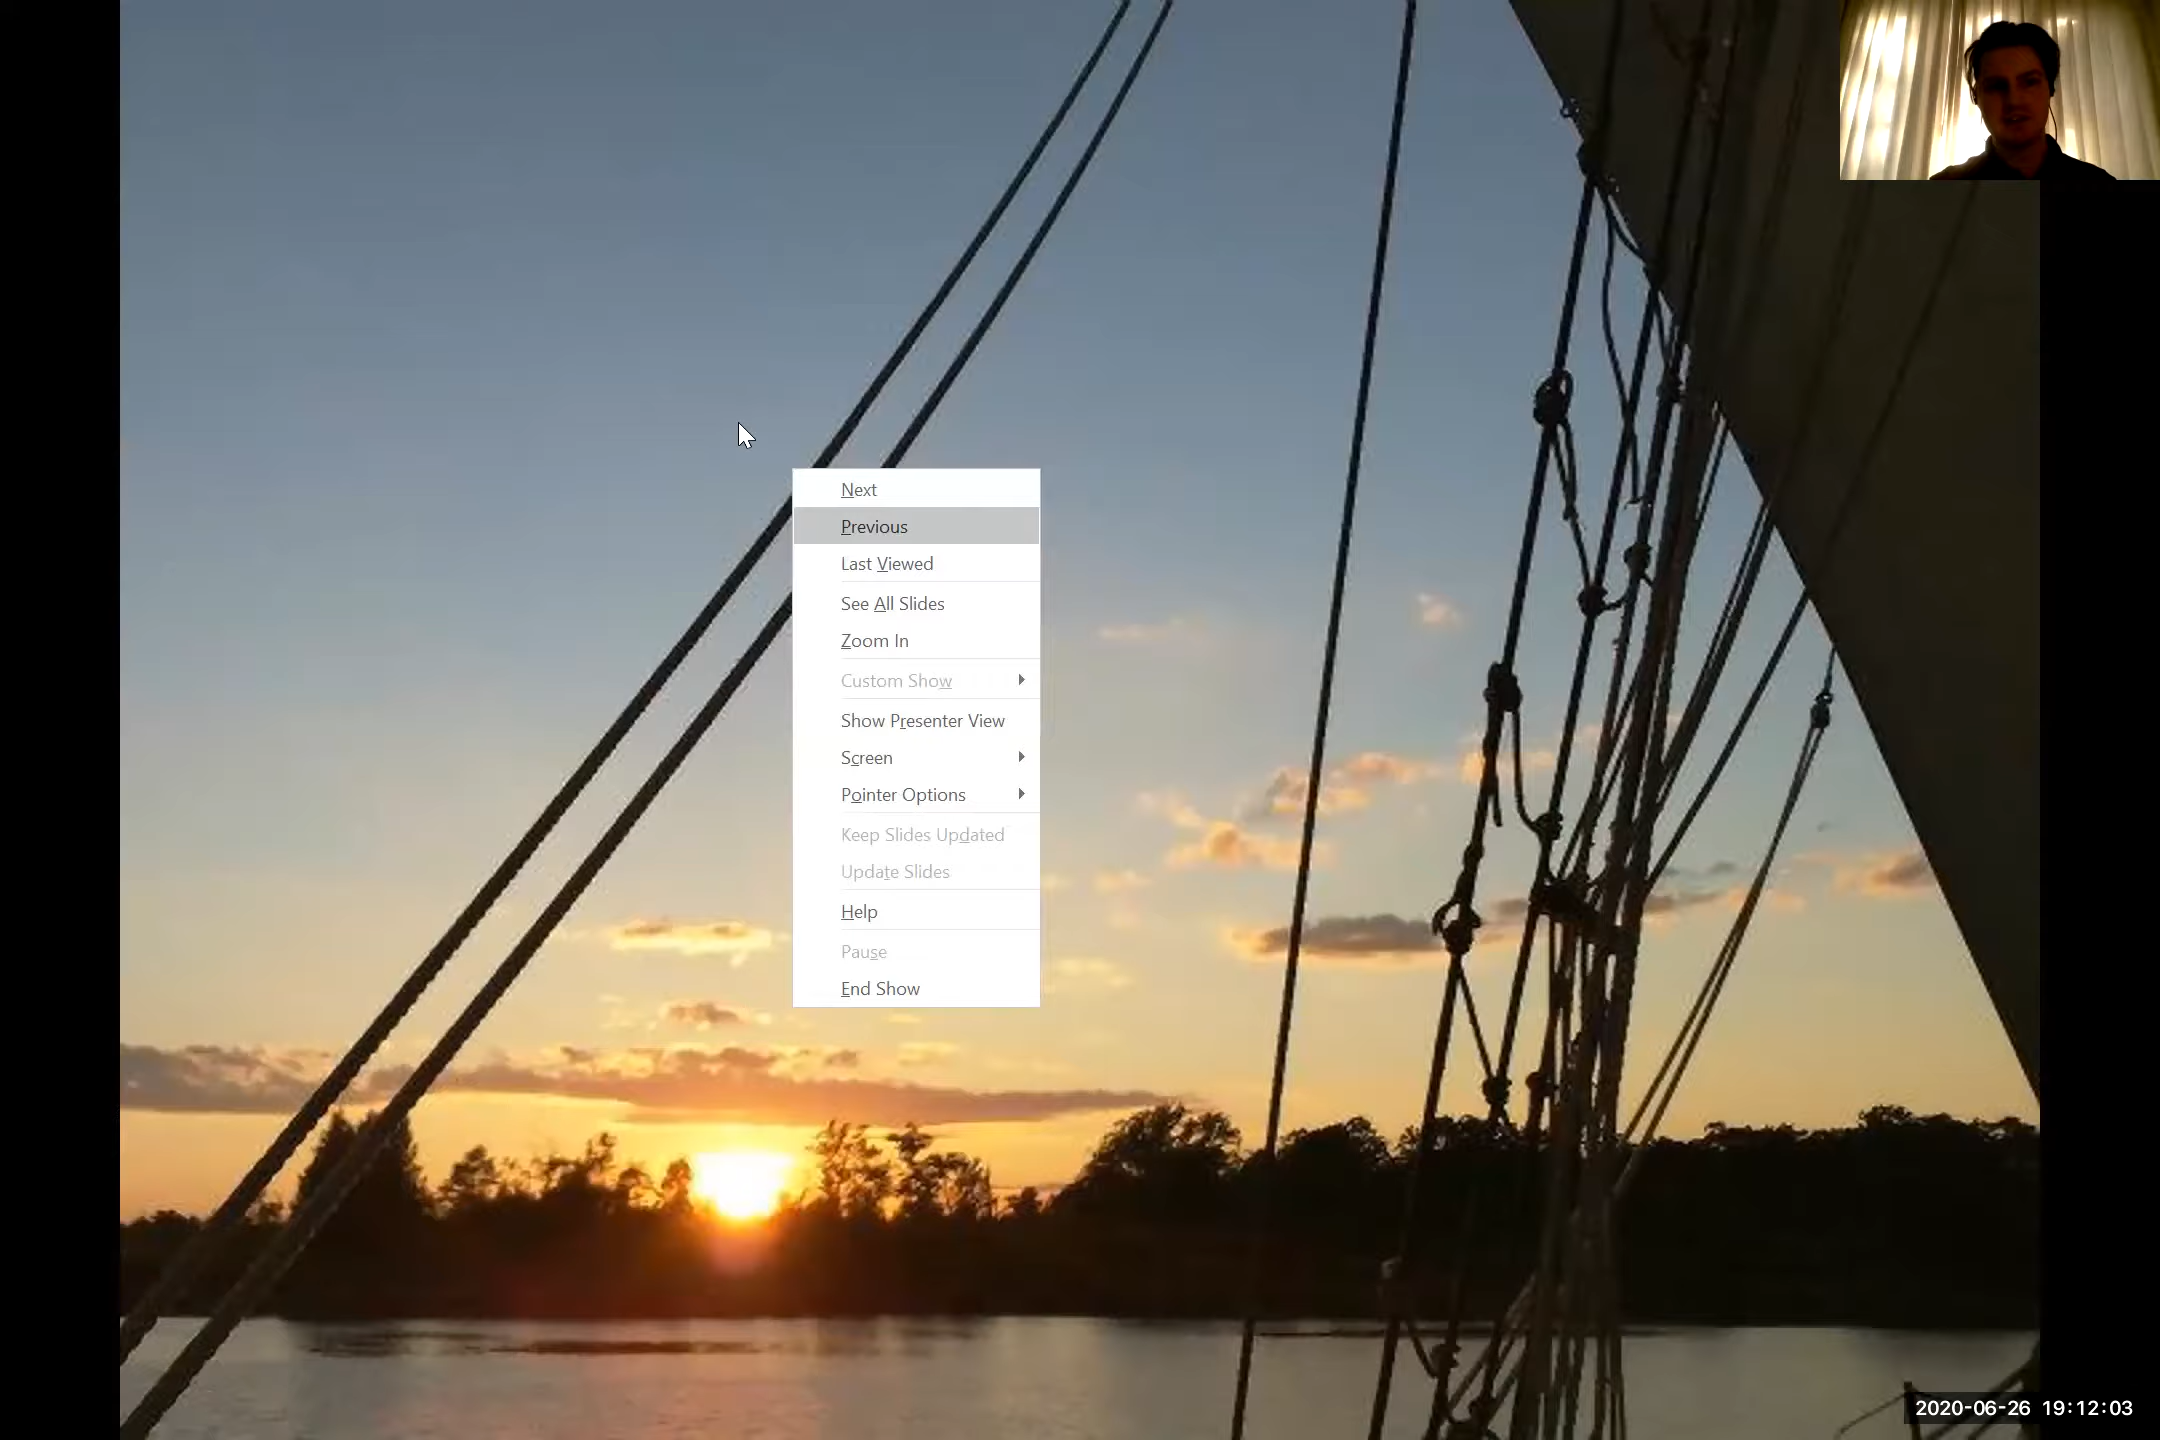 Next
Previous
Last Viewed
See All Slides
Zoom In
Custom Show
Show Presenter View
Screen
Pointer Options
Keep Slides Updated
Update Slides
Help
Pause
End Show
2020-06-26 19:12:03